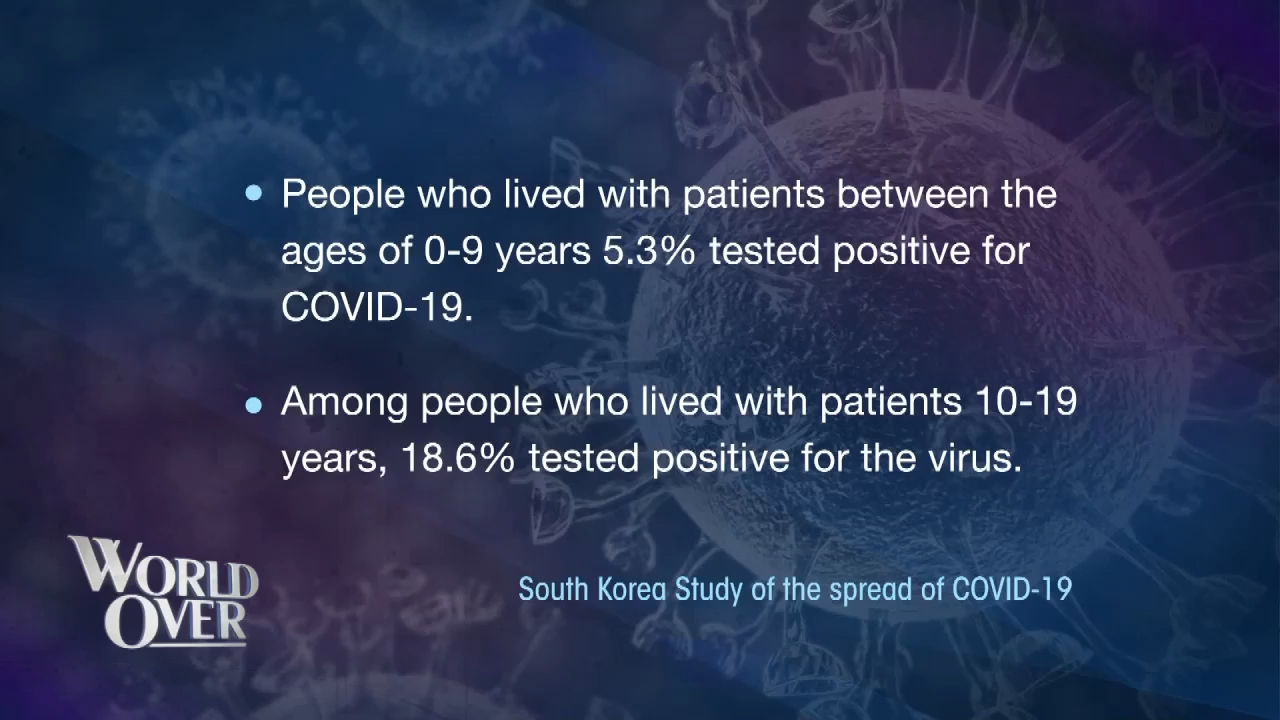 People who lived with patients between the
ages of 0-9 years 5.3% tested positive for
COVID-19.
Among people who lived with patients 10-19
years, 18.6% tested positive for the virus.
WORLD
OVER
South Korea Study of the spread of COVID-19